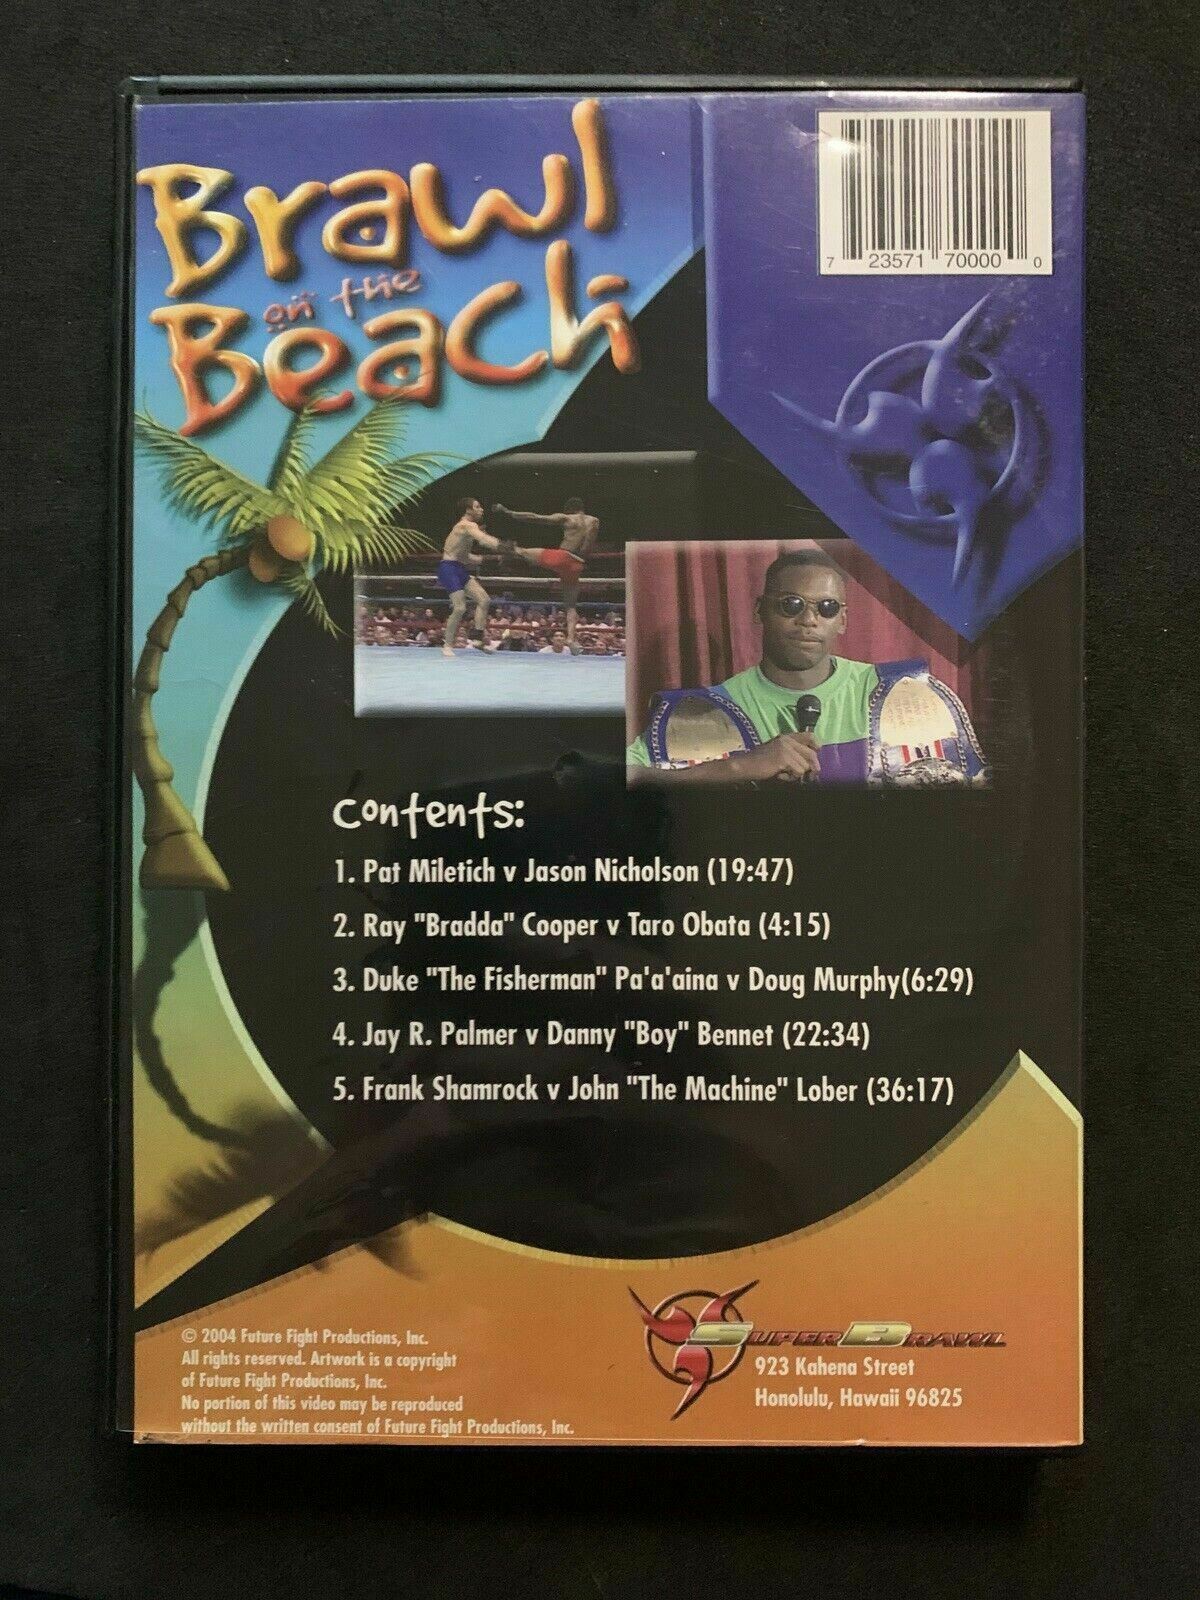 Brawl
on the
Beach
7 23571 70000 0
Contents:
1. Pat Miletich v Jason Nicholson (19:47)
2. Ray "Bradda" Cooper v Taro Obata (4:15)
3. Duke "The Fisherman" Pa'a'aina v Doug Murphy(6:29)
4. Jay R. Palmer v Danny "Boy" Bennet (22:34)
5. Frank Shamrock v John "The Machine" Lober (36:17)
© 2004 Future Fight Productions, Inc.
All rights reserved. Artwork is a copyright
of Future Fight Productions, Inc.
No portion of this video may be reproduced
without the written consent of Future Fight Productions, Inc.
SUPERBRAWL
923 Kahena Street
Honolulu, Hawaii 96825